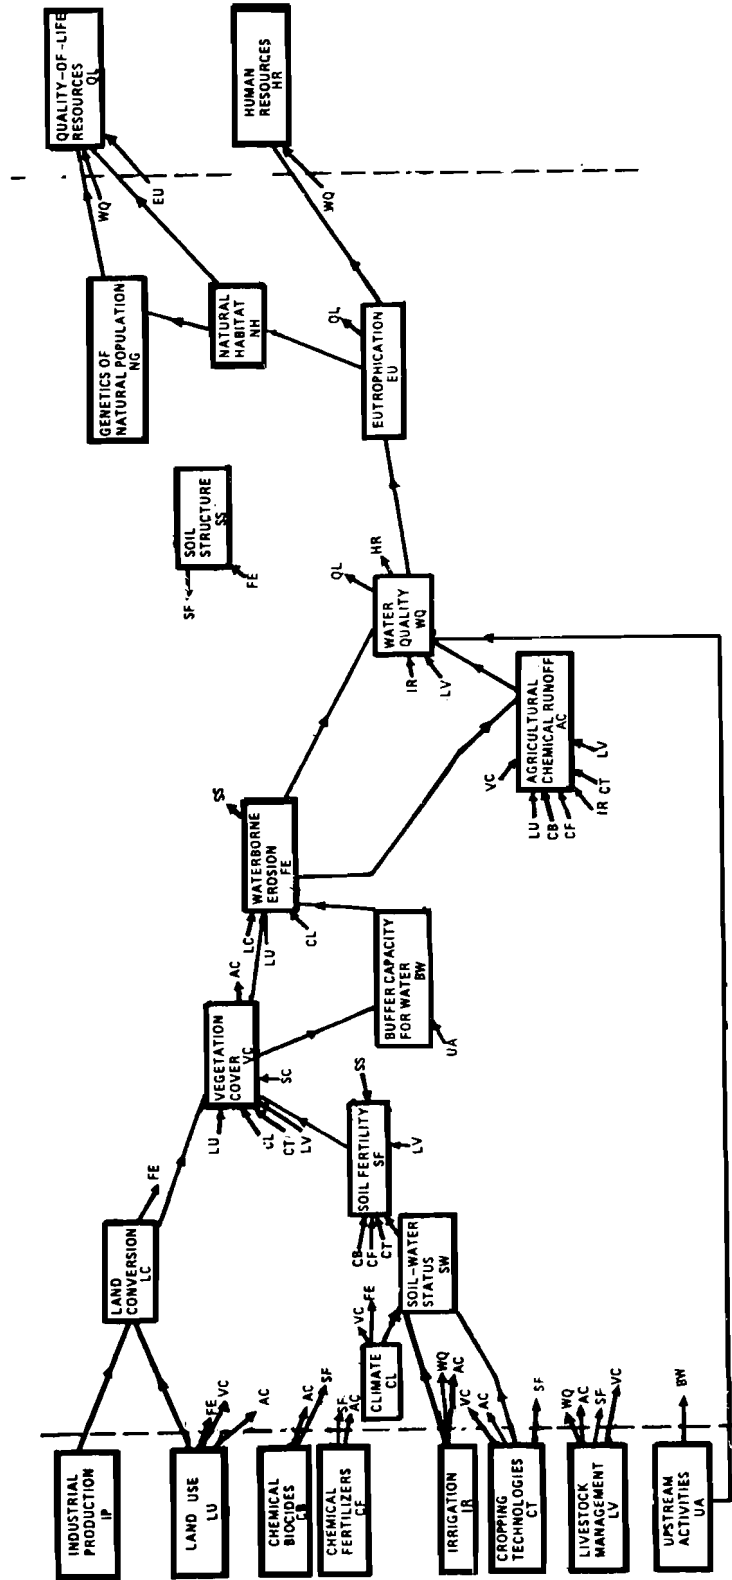 INDUSTRIAL
PRODUCTION
IP
LAND USE
LU
FE
VC
AC
CHEMICAL
BIOCIDES
CB
AC
SF
CHEMICAL
FERTILIZERS
CF
SF
AC
IRRIGATION
IR
WQ
AC
CROPPING
TECHNOLOGIES
CT
VC
AC
SF
LIVESTOCK
MANAGEMENT
LV
WQ
AC
SF
VC
UPSTREAM
ACTIVITIES
UA
BW
LAND
CONVERSION
LC
FE
CLIMATE
CL
VC
FE
SOIL-WATER
STATUS
SW
SOIL FERTILITY
SF
CB
CF
CT
SS
LV
VEGETATION
COVER
VC
LU
CL
CT
LV
SC
AC
BUFFER CAPACITY
FOR WATER
BW
UA
WATERBORNE
EROSION
FE
LC
LU
CL
SS
AGRICULTURAL
CHEMICAL RUNOFF
AC
VC
LU
CB
CF
IR
CT
LV
WATER
QUALITY
WQ
IR
LV
QL
HR
SOIL
STRUCTURE
SS
SF
FE
EUTROPHICATION
EU
QL
NATURAL
HABITAT
NH
GENETICS OF
NATURAL POPULATION
NG
QUALITY-OF-LIFE
RESOURCES
QL
WQ
EU
HUMAN
RESOURCES
HR
WQ